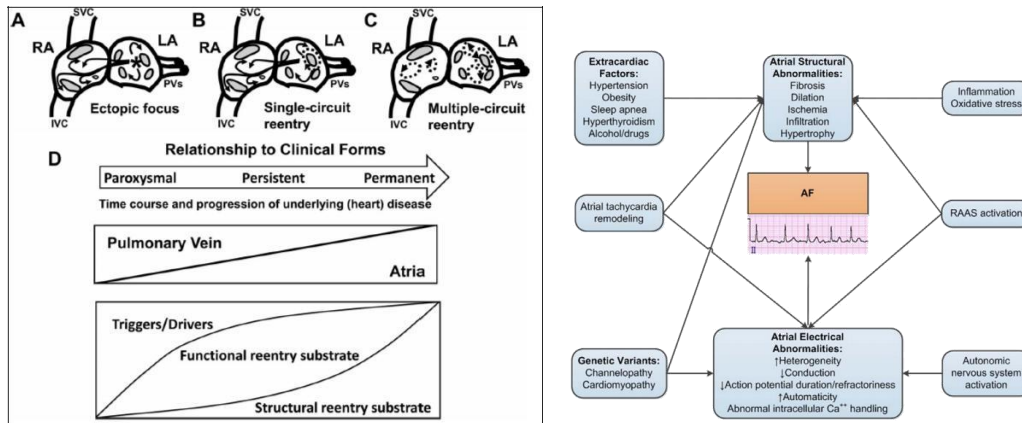 A
SVC
RA
LA
PVs
IVC
Ectopic focus
B
SVC
RA
LA
PVs
IVC
Single-circuit
reentry
C
SVC
RA
LA
PVs
IVC
Multiple-circuit
reentry
D
Relationship to Clinical Forms
Paroxysmal Persistent Permanent
Time course and progression of underlying (heart) disease
Pulmonary Vein
Atria
Triggers/Drivers
Functional reentry substrate
Structural reentry substrate
Extracardiac
Factors:
Hypertension
Obesity
Sleep apnea
Hyperthyroidism
Alcohol/drugs
Atrial Structural
Abnormalities:
Fibrosis
Dilation
Ischemia
Infiltration
Hypertrophy
Inflammation
Oxidative stress
Atrial tachycardia
remodeling
AF
II
RAAS activation
Genetic Variants:
Channelopathy
Cardiomyopathy
Atrial Electrical
Abnormalities:
↑Heterogeneity
↓Conduction
↓Action potential duration/refractoriness
↑Automaticity
Abnormal intracellular Ca⁺⁺ handling
Autonomic
nervous system
activation